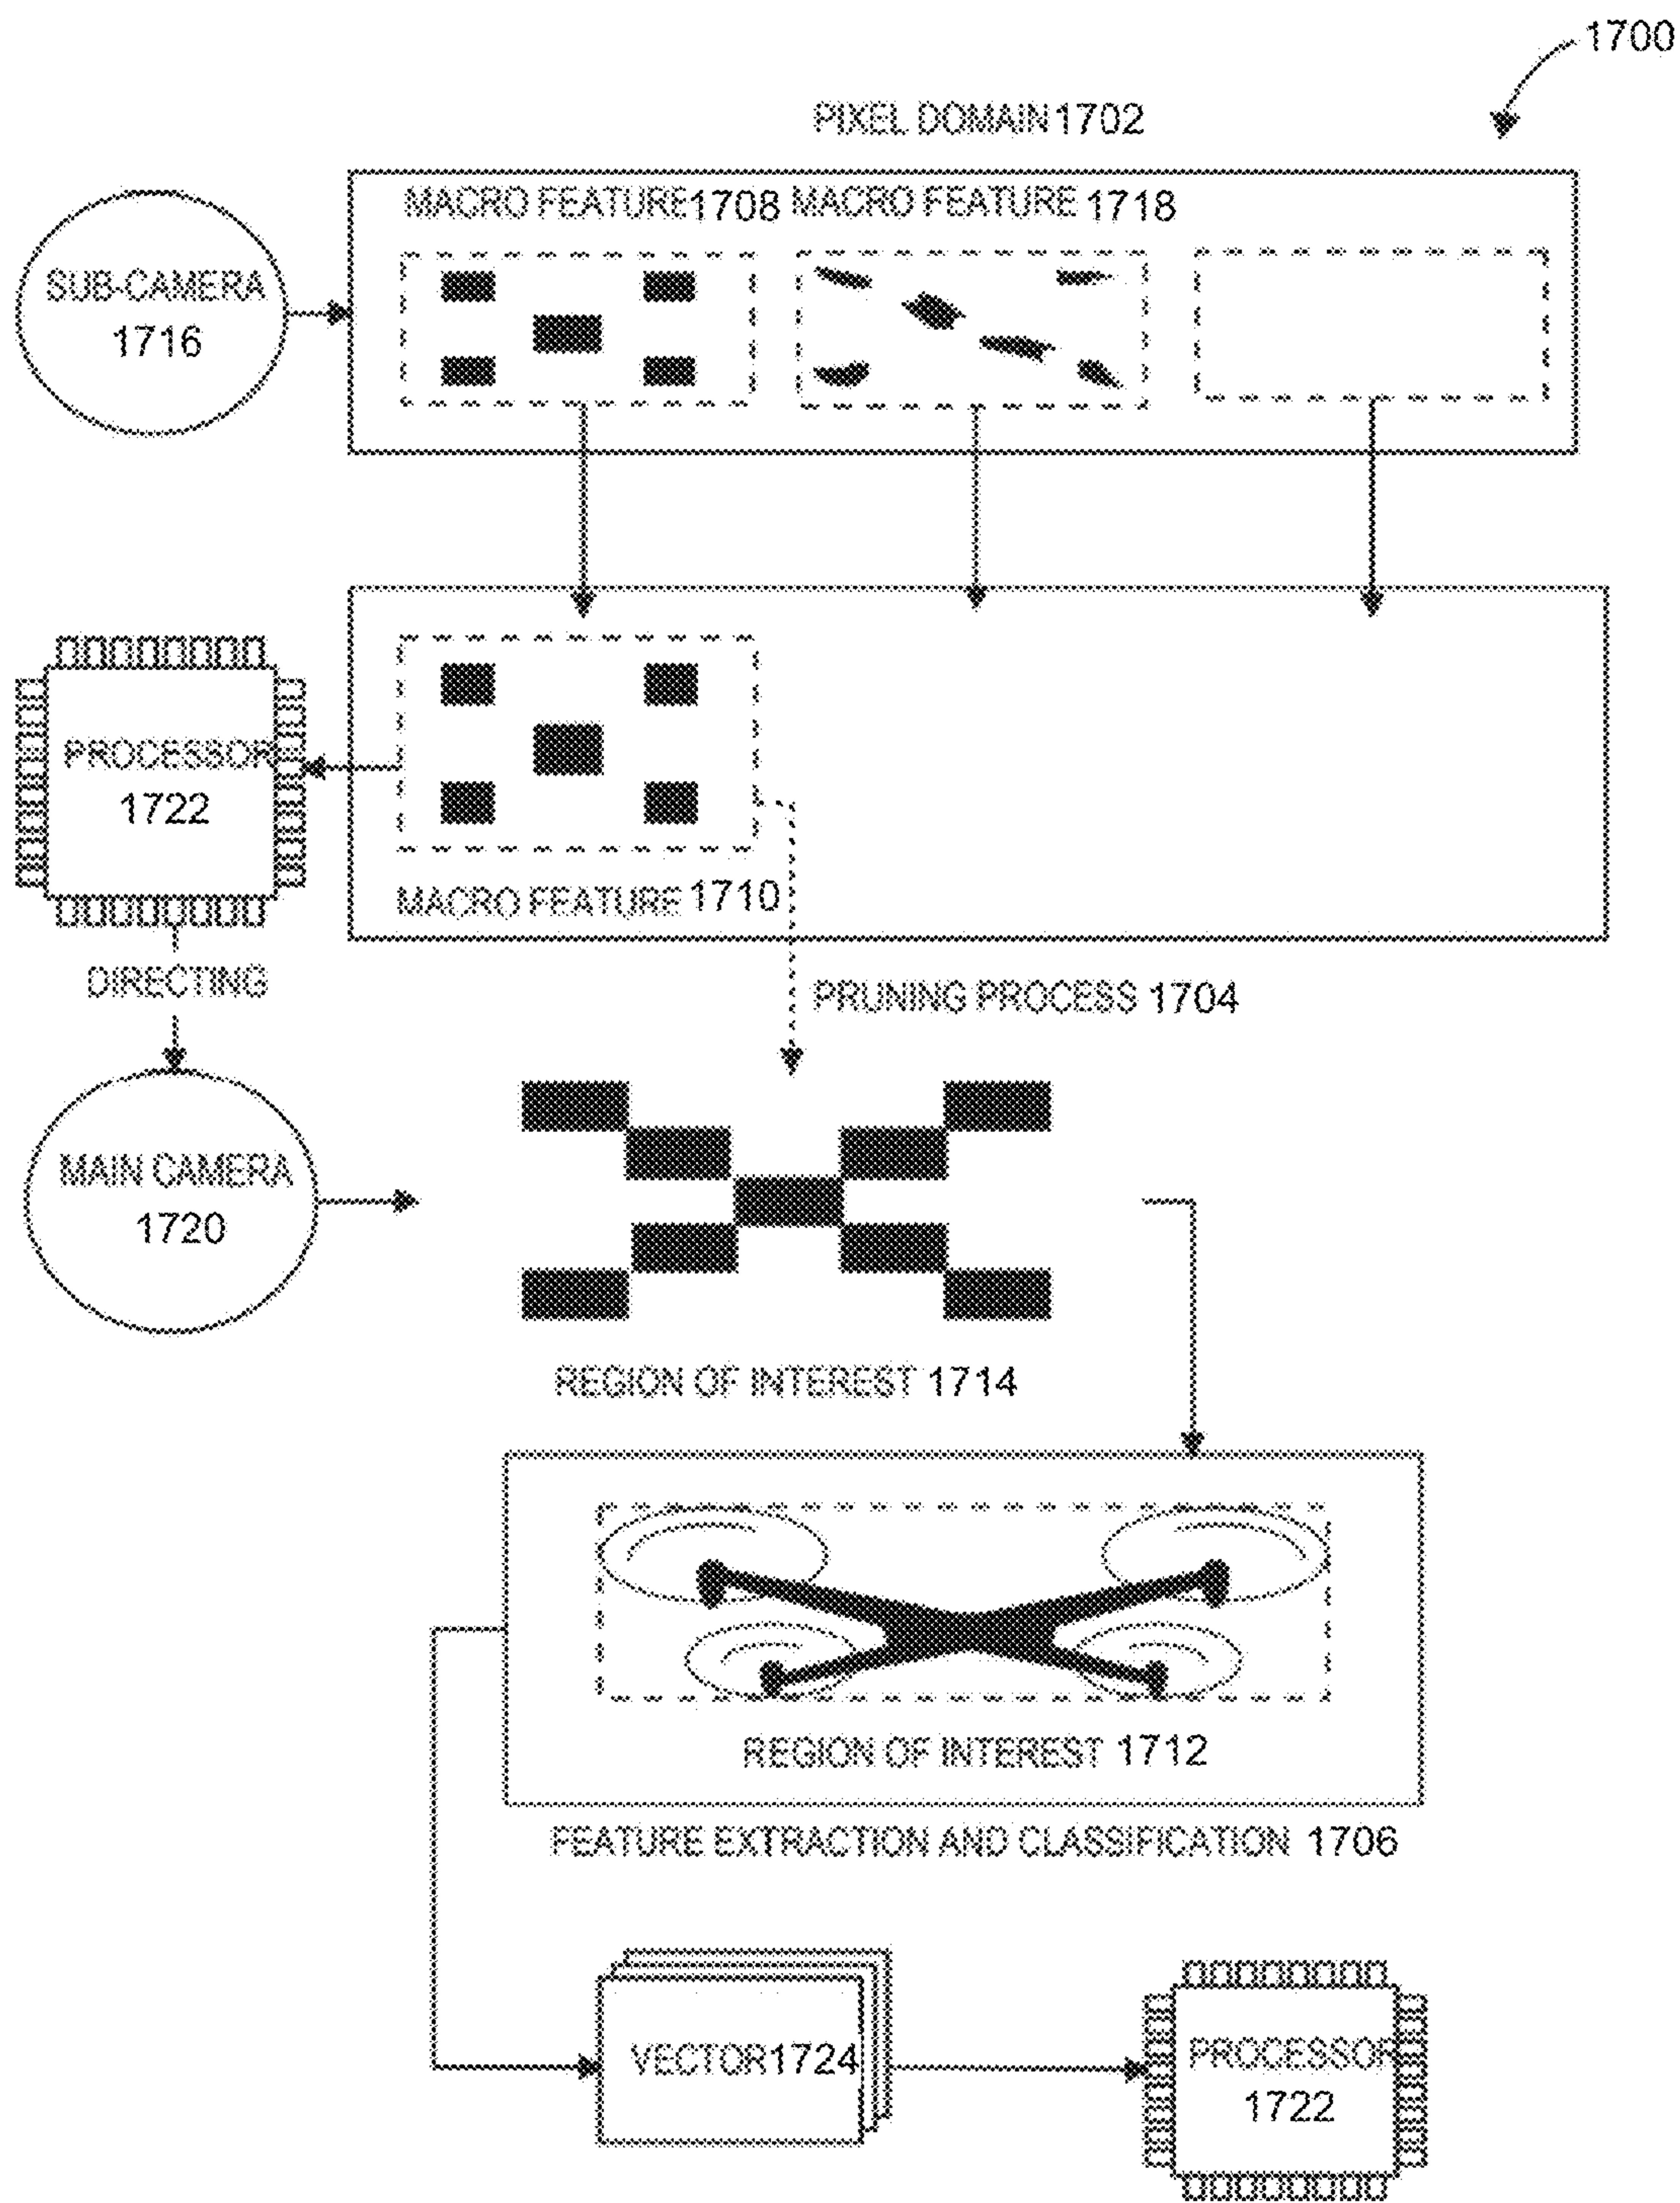 1700
PIXEL DOMAIN 1702
MACRO FEATURE 1708 MACRO FEATURE 1718
SUB-CAMERA
1716
PROCESSOR
1722
MACRO FEATURE 1710
DIRECTING
PRUNING PROCESS 1704
MAIN CAMERA
1720
REGION OF INTEREST 1714
REGION OF INTEREST 1712
FEATURE EXTRACTION AND CLASSIFICATION 1706
VECTOR 1724
PROCESSOR
1722